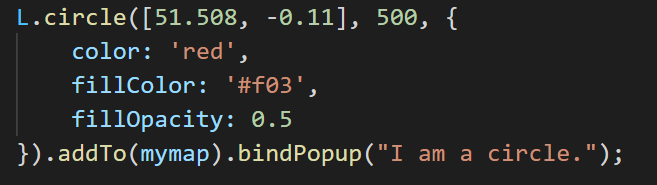 L.circle([51.508, -0.11], 500, {
    color: 'red',
    fillColor: '#f03',
    fillOpacity: 0.5
}).addTo(mymap).bindPopup("I am a circle.");